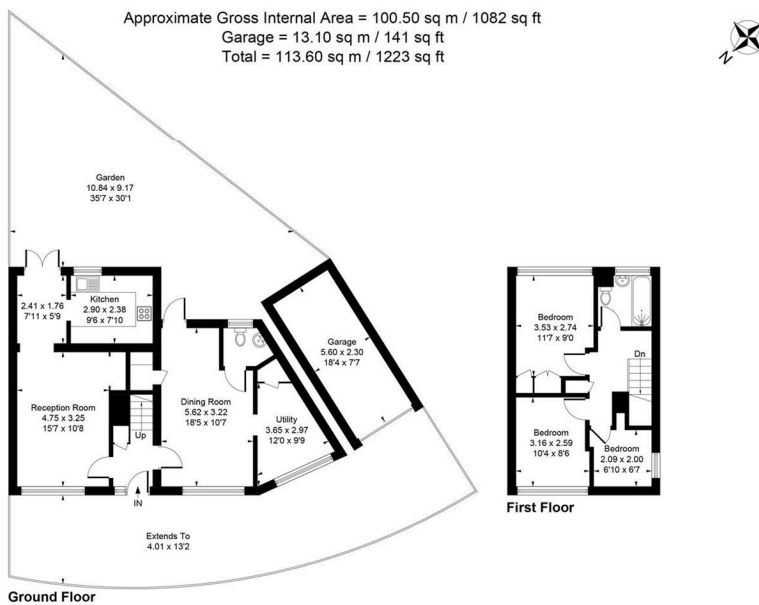 Approximate Gross Internal Area = 100.50 sq m / 1082 sq ft
Garage = 13.10 sq m / 141 sq ft
Total = 113.60 sq m / 1223 sq ft
N
Garden
10.84 x 9.17
35'7 x 30'1
2.41 x 1.76
7'11 x 5'9
Kitchen
2.90 x 2.38
9'6 x 7'10
Garage
5.60 x 2.30
18'4 x 7'7
Reception Room
4.75 x 3.25
15'7 x 10'8
Up
Dining Room
5.62 x 3.22
18'5 x 10'7
Utility
3.65 x 2.97
12'0 x 9'9
IN
Extends To
4.01 x 13'2
Ground Floor
Bedroom
3.53 x 2.74
11'7 x 9'0
Dn
Bedroom
3.16 x 2.59
10'4 x 8'6
Bedroom
2.09 x 2.00
6'10 x 6'7
First Floor